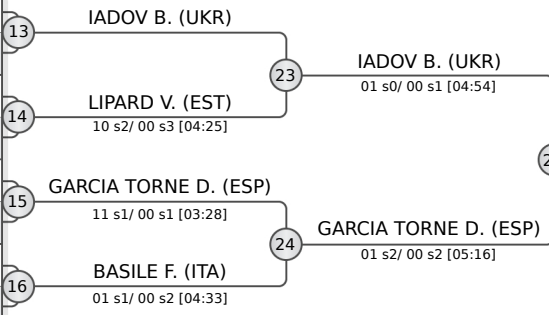 IADOV B. (UKR)
13
23
IADOV B. (UKR)
01 s0/ 00 s1 [04:54]
LIPARD V. (EST)
14
10 s2/ 00 s3 [04:25]
GARCIA TORNE D. (ESP)
15
11 s1/ 00 s1 [03:28]
24
GARCIA TORNE D. (ESP)
01 s2/ 00 s2 [05:16]
BASILE F. (ITA)
16
01 s1/ 00 s2 [04:33]